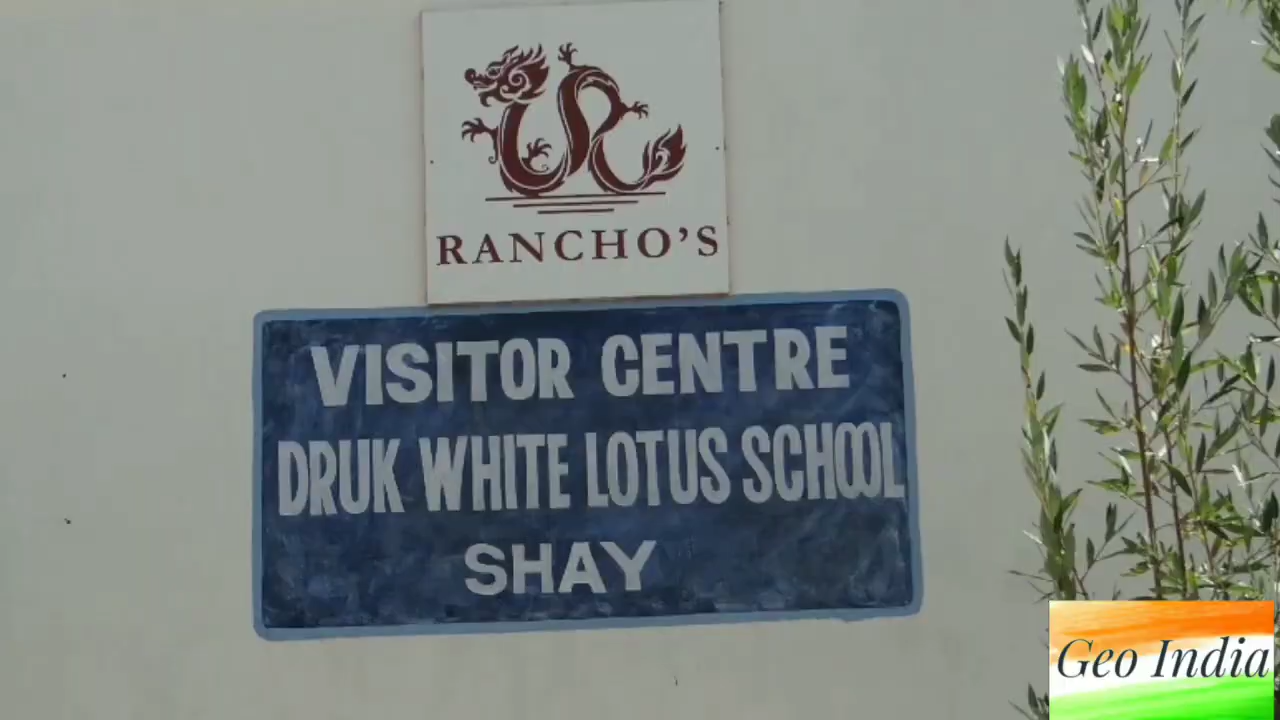 RANCHO'S
VISITOR CENTRE
DRUK WHITE LOTUS SCHOOL
SHAY
Geo India